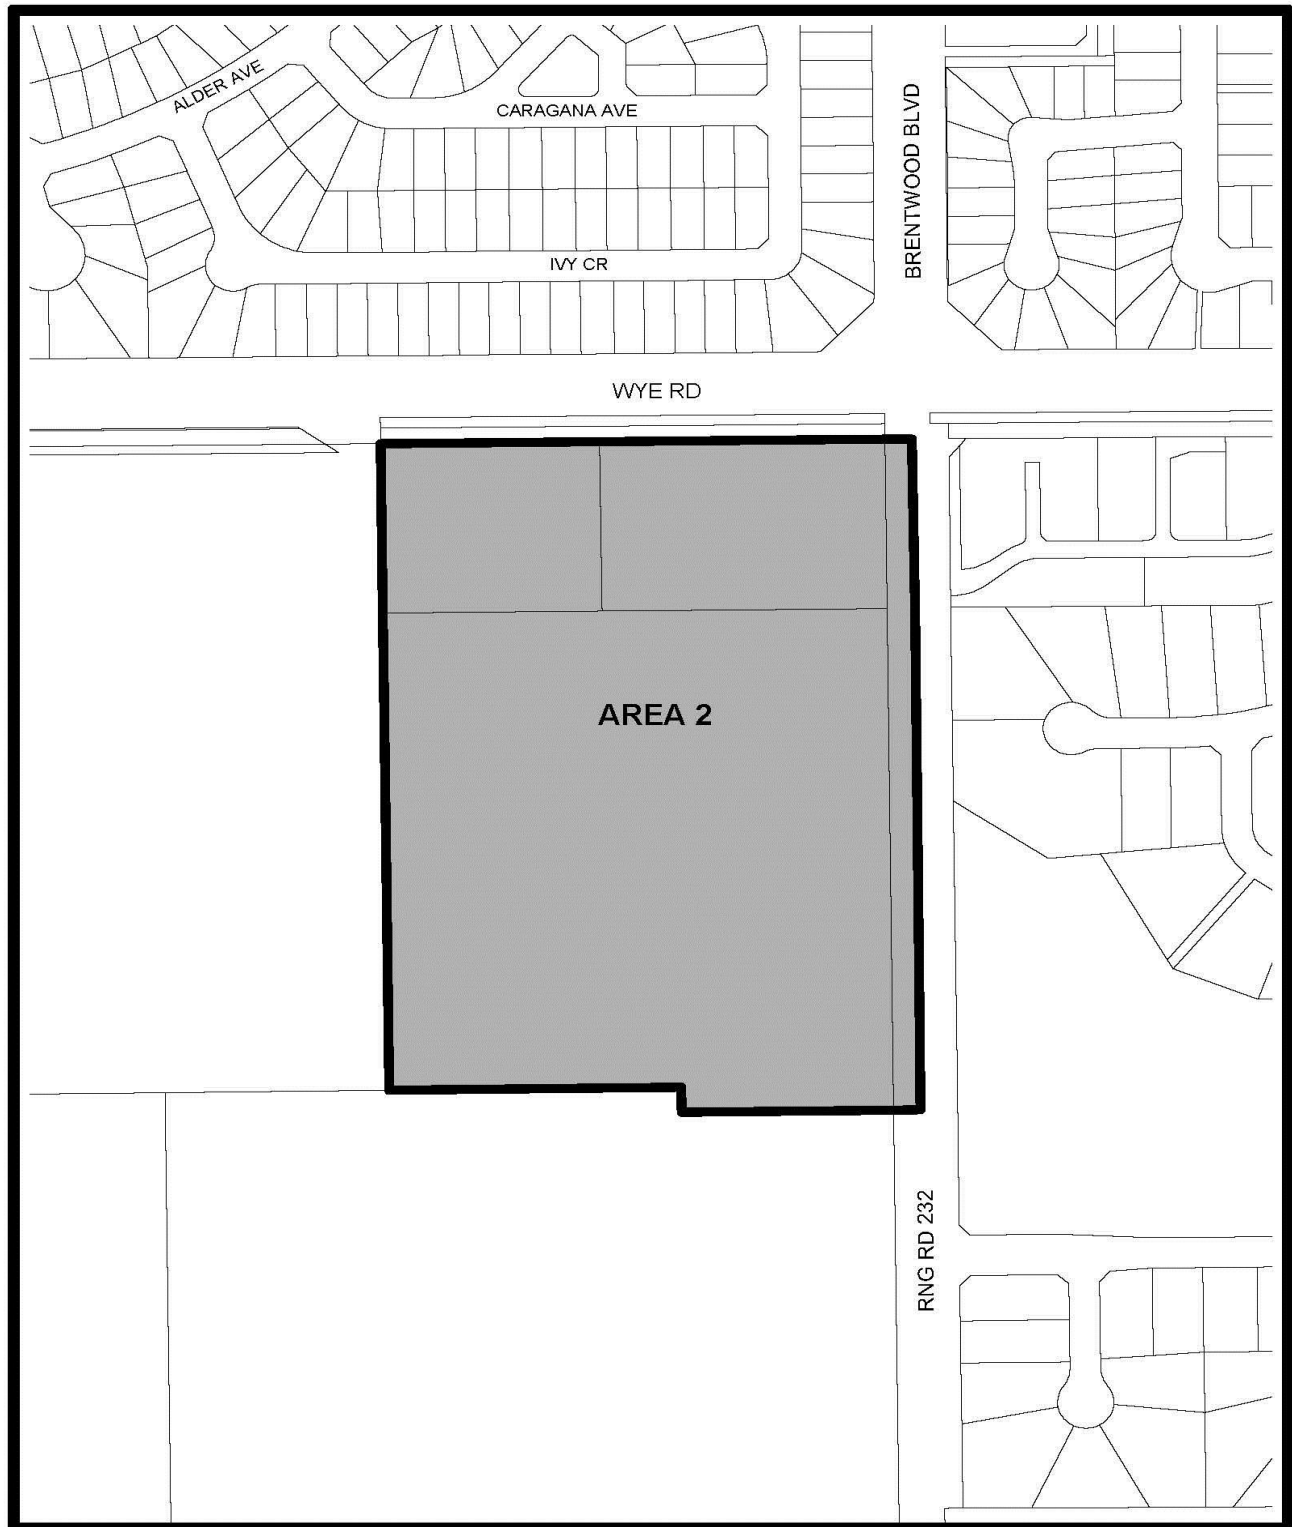 ALDER AVE
CARAGANA AVE
BRENTWOOD BLVD
IVY CR
WYE RD
AREA 2
RNG RD 232